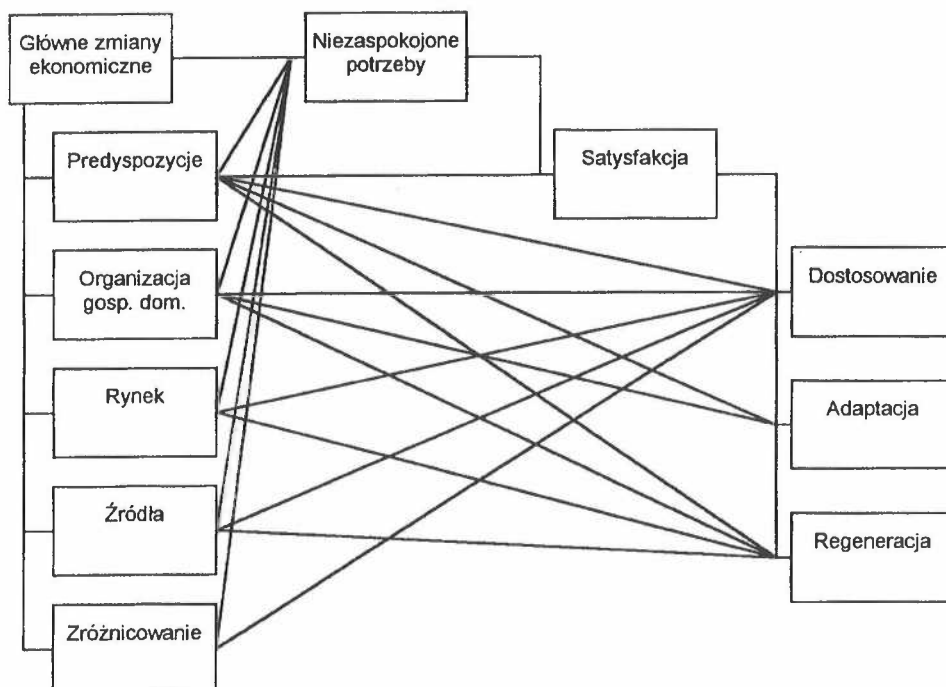 Główne zmiany
ekonomiczne
Niezaspokojone
potrzeby
Predyspozycje
Satysfakcja
Organizacja
gosp. dom.
Dostosowanie
Rynek
Adaptacja
Źródła
Regeneracja
Zróżnicowanie